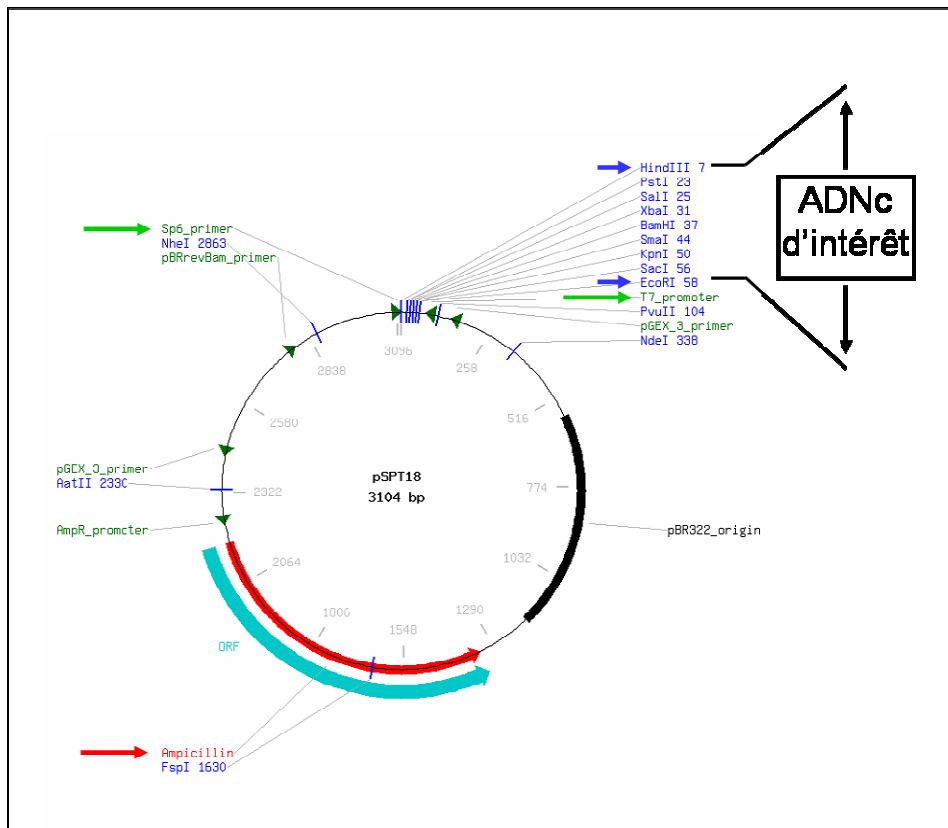 HindIII 7
PstI 23
SalI 25
XbaI 31
BamHI 37
SmaI 44
KpnI 50
SacI 56
EcoRI 58
T7_promoter
PvuII 104
pGEX_3_primer
NdeI 338
ADNc
d'intérêt
Sp6_primer
NheI 2863
pBRrevBam_primer
3096
258
2838
516
2580
pGEX_3_primer
AatII 2330
2322
pSPT18
3104 bp
774
AmpR_promoter
pBR322_origin
2064
1032
1806
1548
1290
ORF
Ampicillin
FspI 1630